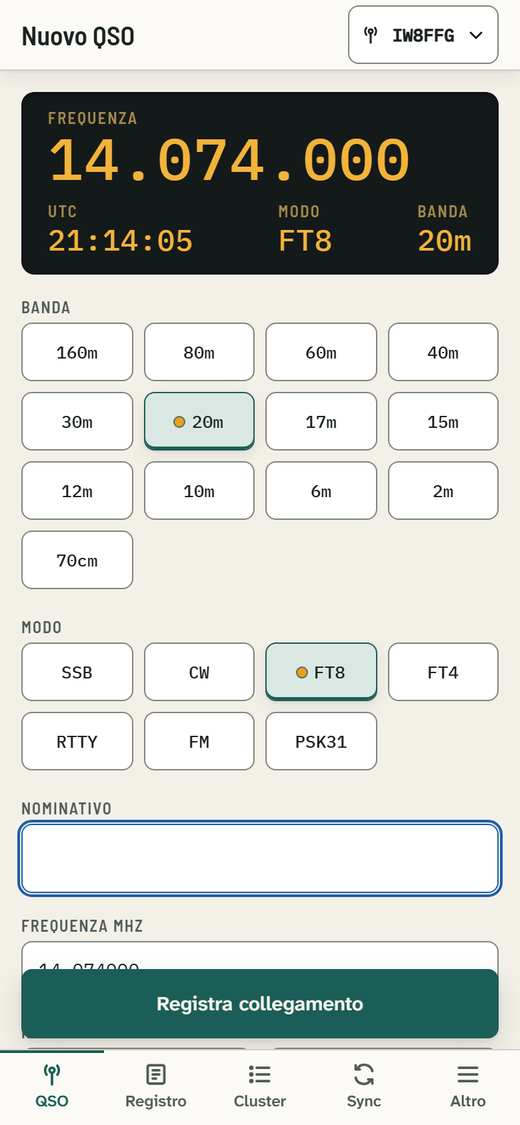 Nuovo QSO
IW8FFG
FREQUENZA
14.074.000
UTC MODO BANDA
21:14:05 FT8 20m
BANDA
160m 80m 60m 40m
30m 20m 17m 15m
12m 10m 6m 2m
70cm
MODO
SSB CW FT8 FT4
RTTY FM PSK31
NOMINATIVO
FREQUENZA MHZ
14.074000
Registra collegamento
QSO Registro Cluster Sync Altro